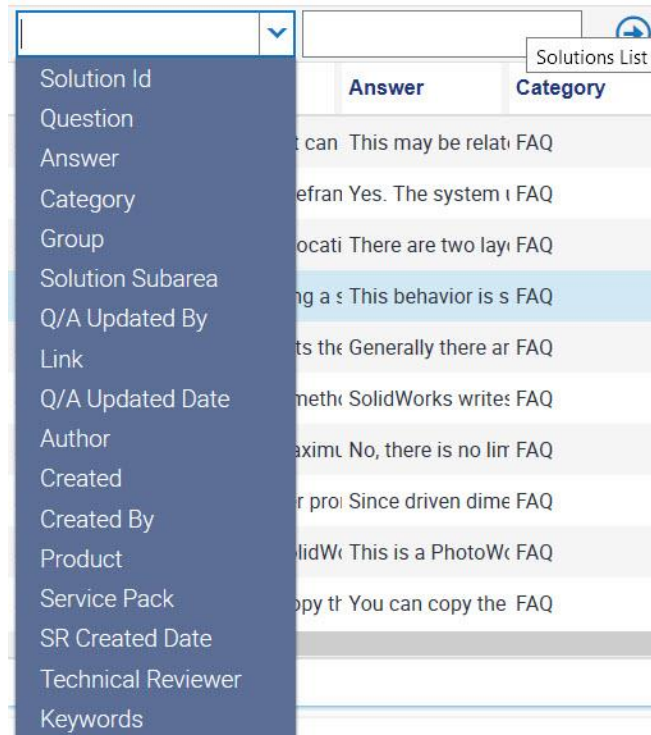 Solutions List
Answer Category
Solution Id
Question
Answer
Category
Group
Solution Subarea
Q/A Updated By
Link
Q/A Updated Date
Author
Created
Created By
Product
Service Pack
SR Created Date
Technical Reviewer
Keywords
can This may be relat FAQ
Yes. The system FAQ
There are two lay FAQ
This behavior is s FAQ
Generally there ar FAQ
SolidWorks writes FAQ
No, there is no FAQ
Since driven dime FAQ
This is a FAQ
You can copy the FAQ